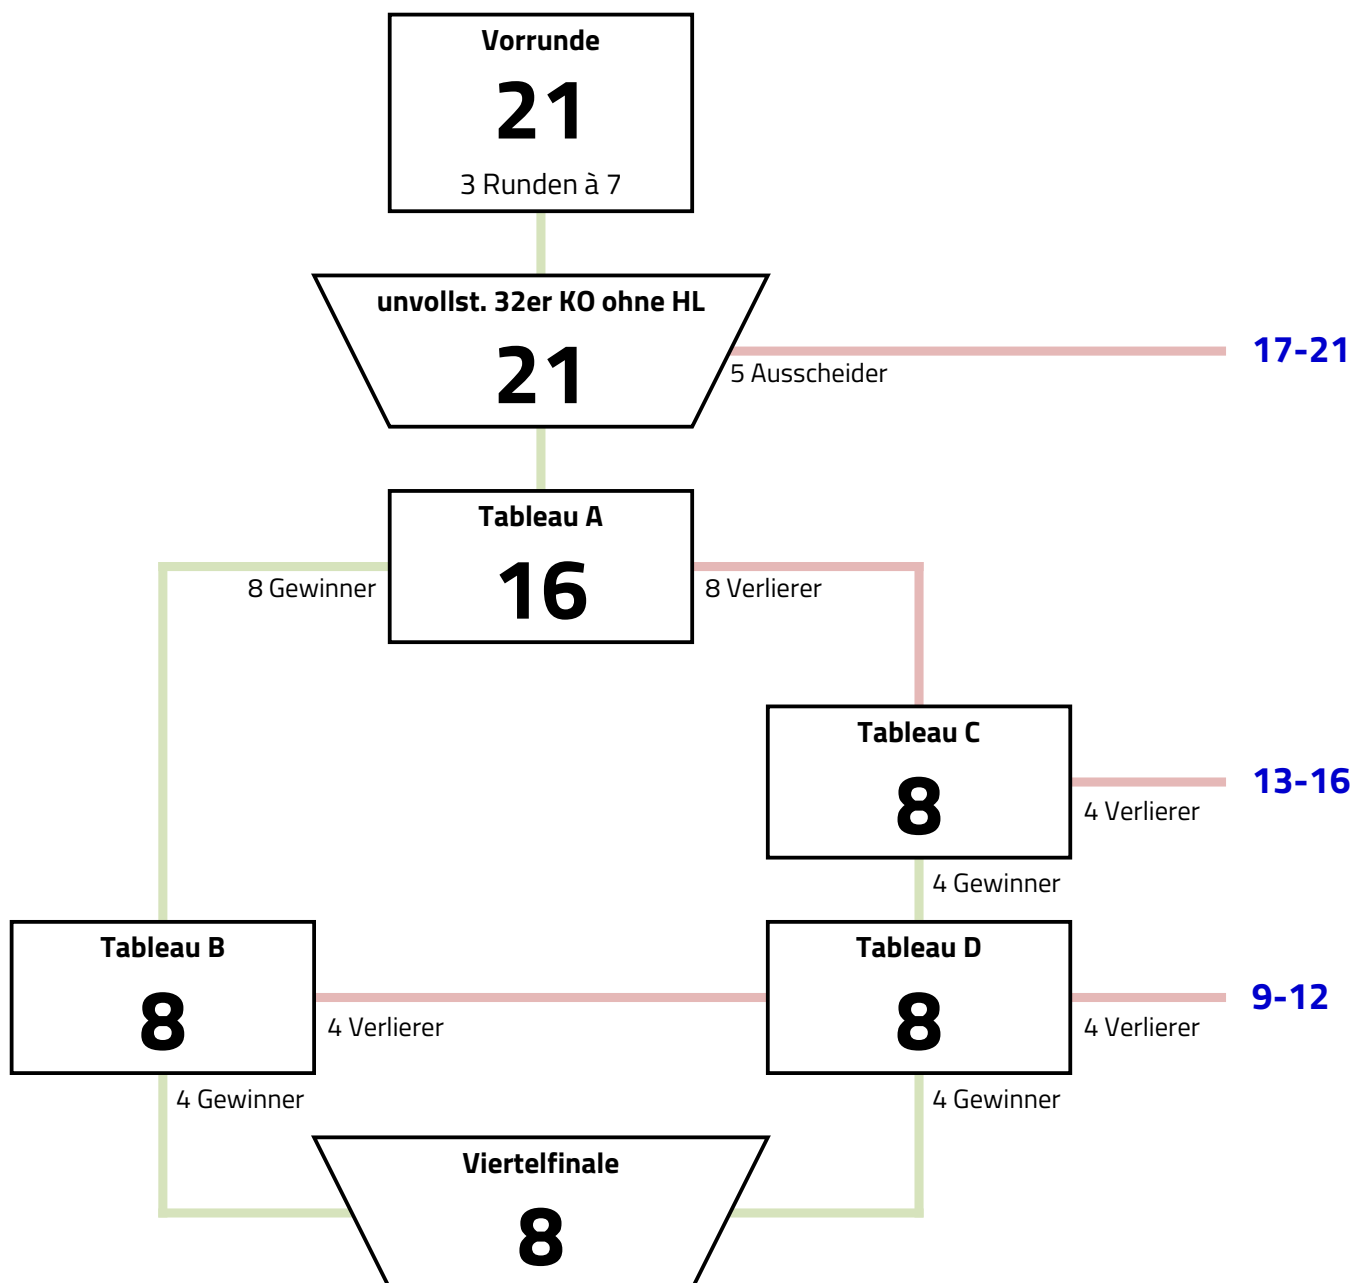 Vorrunde
21
3 Runden à 7
unvollst. 32er KO ohne HL
21
5 Ausscheider
17-21
Tableau A
16
8 Gewinner
8 Verlierer
Tableau C
8
4 Verlierer
13-16
4 Gewinner
Tableau B
8
4 Verlierer
4 Gewinner
Tableau D
8
4 Verlierer
9-12
4 Gewinner
Viertelfinale
8